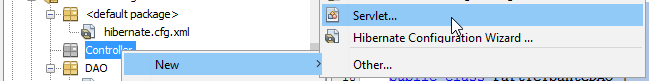 <default package>
Servlet...
hibernate.cfg.xml
Hibernate Configuration Wizard ...
Controller
New
Other...
DAO
public class